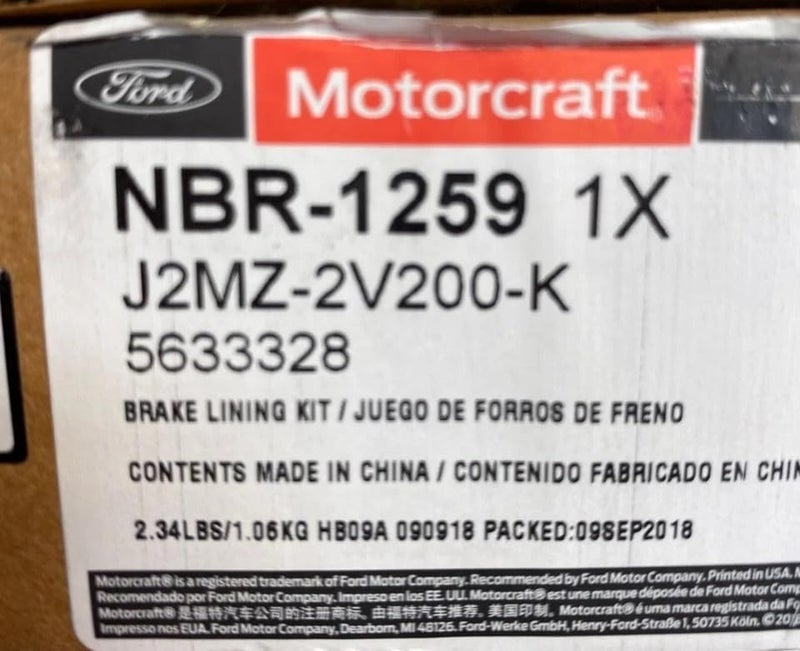 Ford Motorcraft
NBR-1259 1X
J2MZ-2V200-K
5633328
BRAKE LINING KIT / JUEGO DE FORROS DE FRENO
CONTENTS MADE IN CHINA / CONTENIDO FABRICADO EN CHIN
2.34LBS/1.06KG HB09A 090918 PACKED:09SEP2018
Motorcraft® is a registered trademark of Ford Motor Company. Recommended by Ford Motor Company. Printed in USA.
Recomendado por Ford Motor Company. Impreso en los EE. UU. Motorcraft® est une marque déposée de Ford Motor Comp
Motorcraft® 是福特汽车公司的注册商标、由福特汽车推荐。美国印制。 Motorcraft® é uma marca registrada da Fo
Impresso nos EUA. Ford Motor Company, Dearborn, MI 48126. Ford-Werke GmbH, Henry-Ford-Straße 1, 50735 Köln.